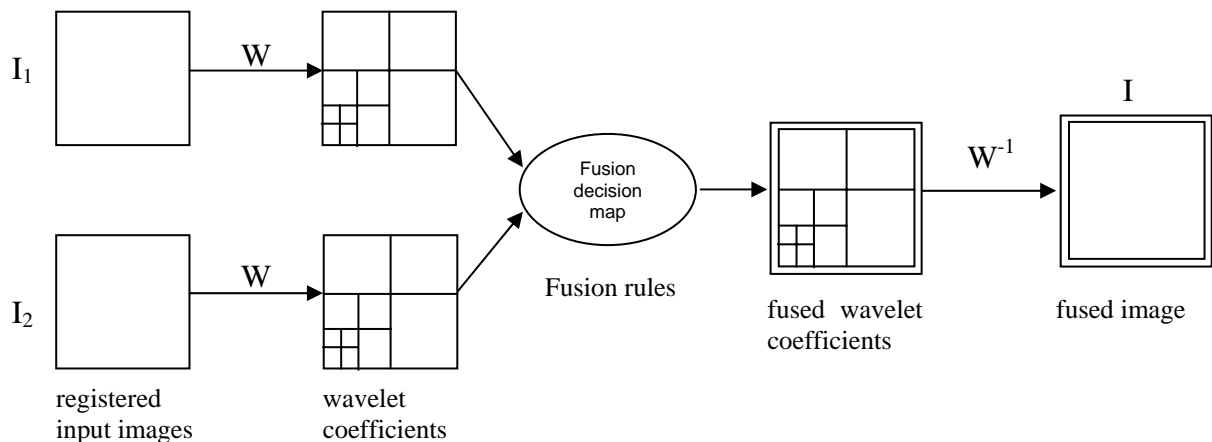 I₁
W
Fusion
decision
map
Fusion rules
I
W⁻¹
I₂
W
fused wavelet
coefficients
fused image
registered
input images
wavelet
coefficients